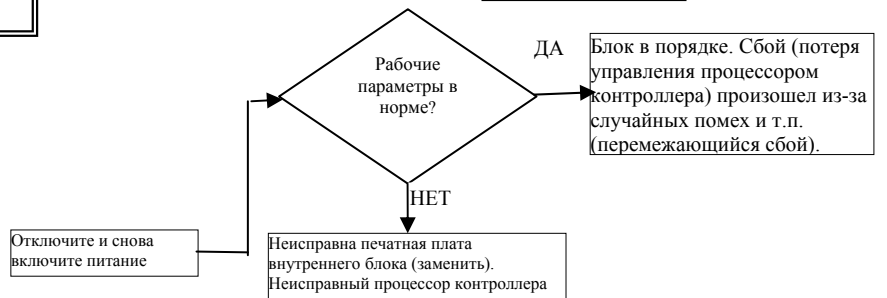 Рабочие
параметры в
норме?
ДА
Блок в порядке. Сбой (потеря
управления процессором
контроллера) произошел из-за
случайных помех и т.п.
(перемежающийся сбой).
НЕТ
Отключите и снова
включите питание
Неисправна печатная плата
внутреннего блока (заменить).
Неисправный процессор контроллера